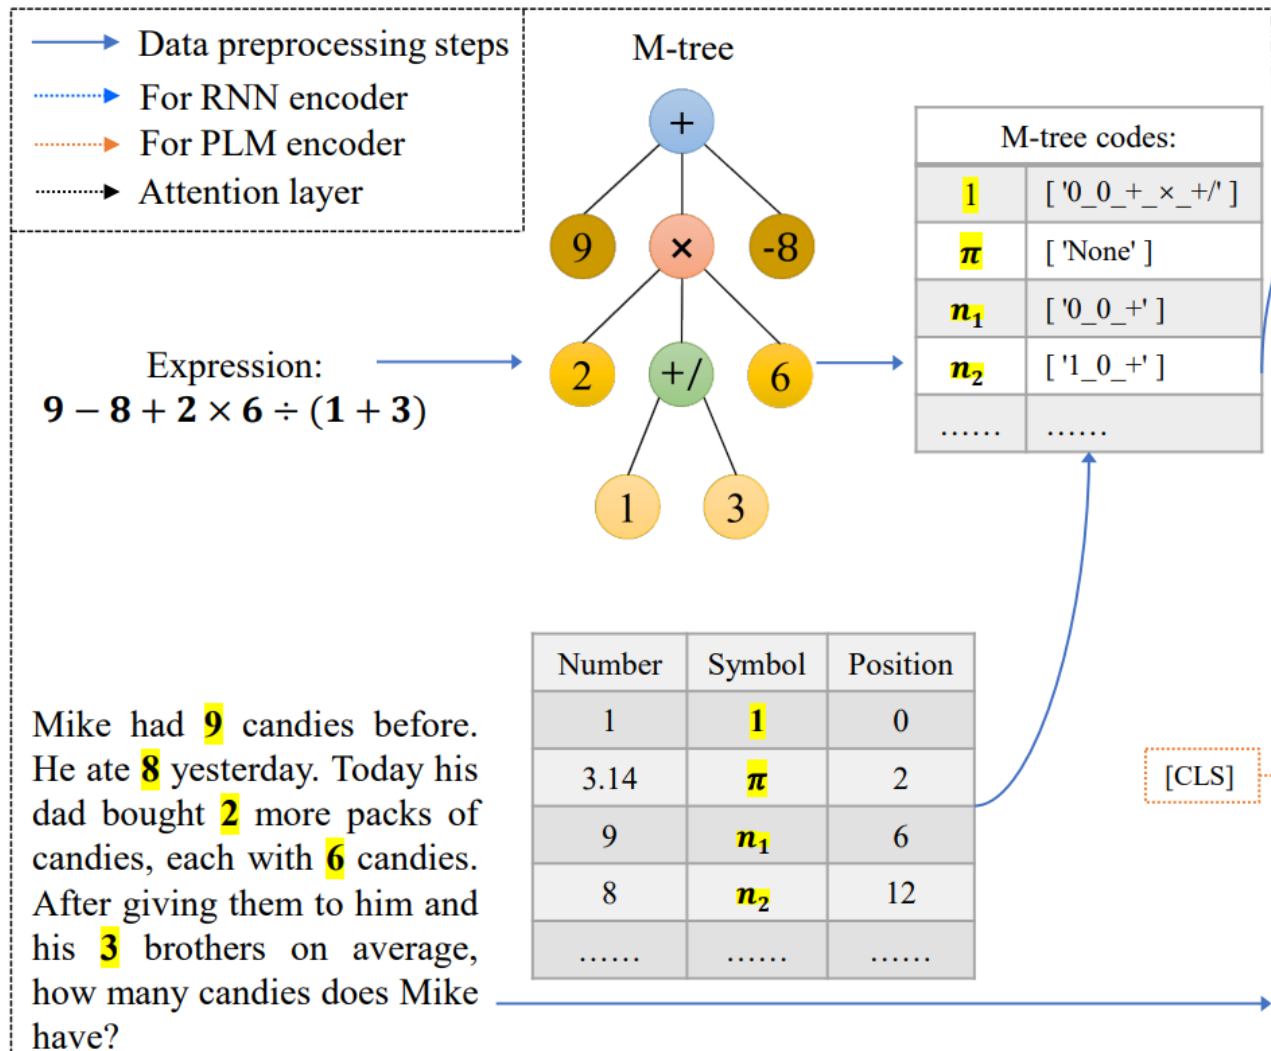 Data preprocessing steps
For RNN encoder
For PLM encoder
Attention layer
M-tree
+
9 × -8
2 +/ 6
1 3
Expression:
9 − 8 + 2 × 6 ÷ (1 + 3)
M-tree codes:
1 [ '0_0_+_×_+/' ]
π [ 'None' ]
n₁ [ '0_0_+' ]
n₂ [ '1_0_+' ]
...... ......
Number Symbol Position
1 1 0
3.14 π 2
9 n₁ 6
8 n₂ 12
...... ...... ......
[CLS]
Mike had 9 candies before.
He ate 8 yesterday. Today his
dad bought 2 more packs of
candies, each with 6 candies.
After giving them to him and
his 3 brothers on average,
how many candies does Mike
have?